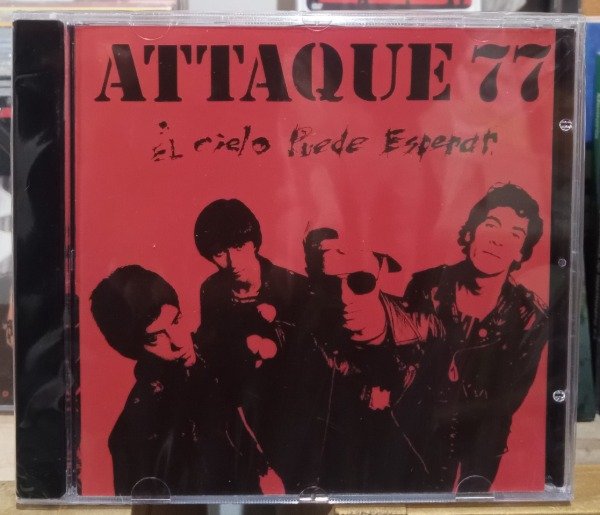 ATTAQUE 77
EL cielo Puede Esperar